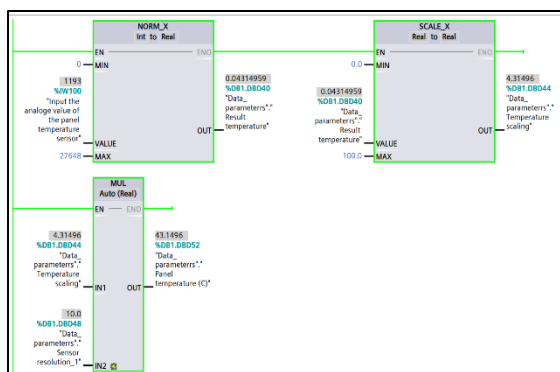 NORM_X
Int to Real
EN
ENO
0
MIN
1193
%IW100
"Input the
analoge value of
the panel
temperature
sensor"
VALUE
27648
MAX
0.04314959
%DB1.DBD40
"Data_
parameterrs"."
Result
temperature"
OUT
SCALE_X
Real to Real
EN
ENO
0.0
MIN
0.04314959
%DB1.DBD40
"Data_
parameterrs"."
Result
temperature"
VALUE
100.0
MAX
4.31496
%DB1.DBD44
"Data_
parameterrs"."
Temperature
scaling"
OUT
MUL
Auto (Real)
EN
ENO
4.31496
%DB1.DBD44
"Data_
parameterrs"."
Temperature
scaling"
IN1
10.0
%DB1.DBD48
"Data_
parameterrs"."
Sensor
resolution_1"
IN2
43.1496
%DB1.DBD52
"Data_
parameterrs"."
Panel
temperature (C)"
OUT